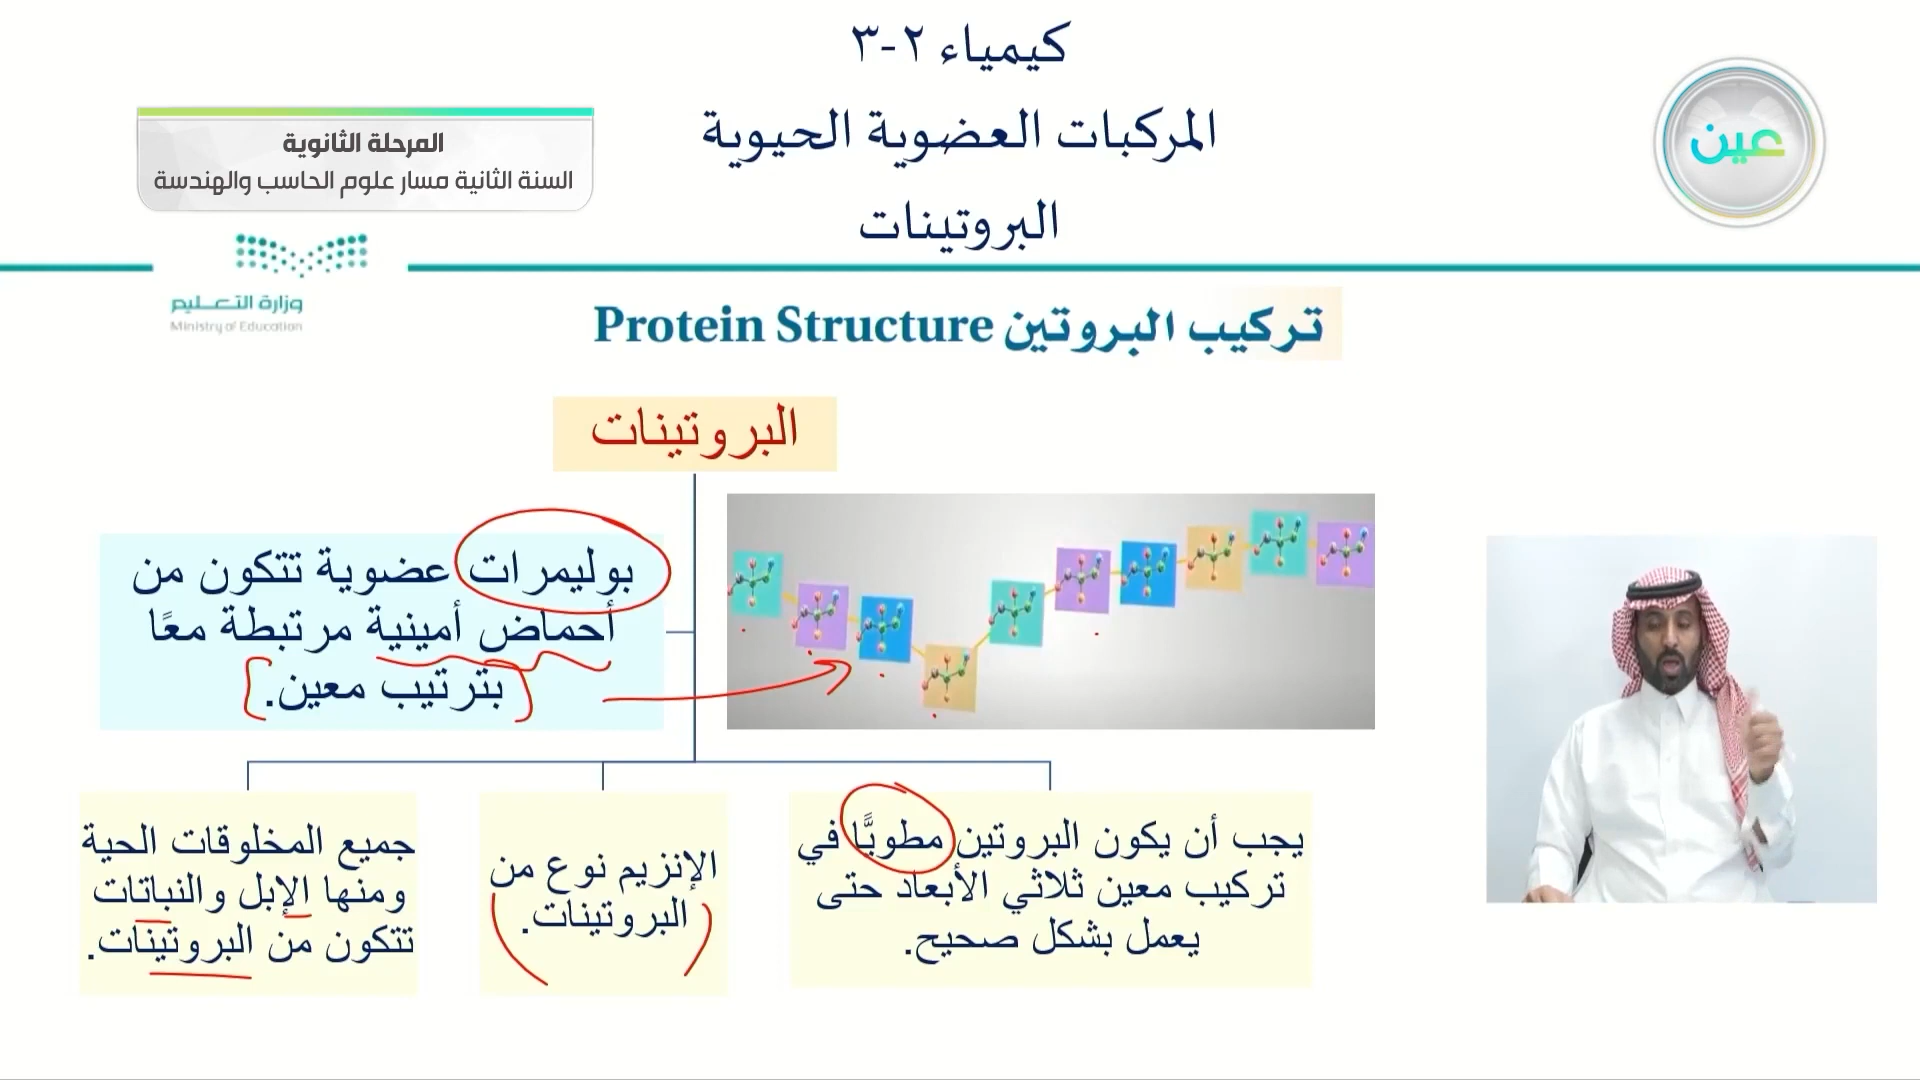 كيمياء ٢-٣
المركبات العضوية الحيوية
البروتينات
عين
المرحلة الثانوية
السنة الثانية مسار علوم الحاسب والهندسة
وزارة التعليم
Ministry of Education
تركيب البروتين Protein Structure
البروتينات
بوليمرات عضوية تتكون من
أحماض أمينية مرتبطة معًا
بترتيب معين.
يجب أن يكون البروتين مطويًّا في
تركيب معين ثلاثي الأبعاد حتى
يعمل بشكل صحيح.
الإنزيم نوع من
البروتينات.
جميع المخلوقات الحية
ومنها الإبل والنباتات
تتكون من البروتينات.